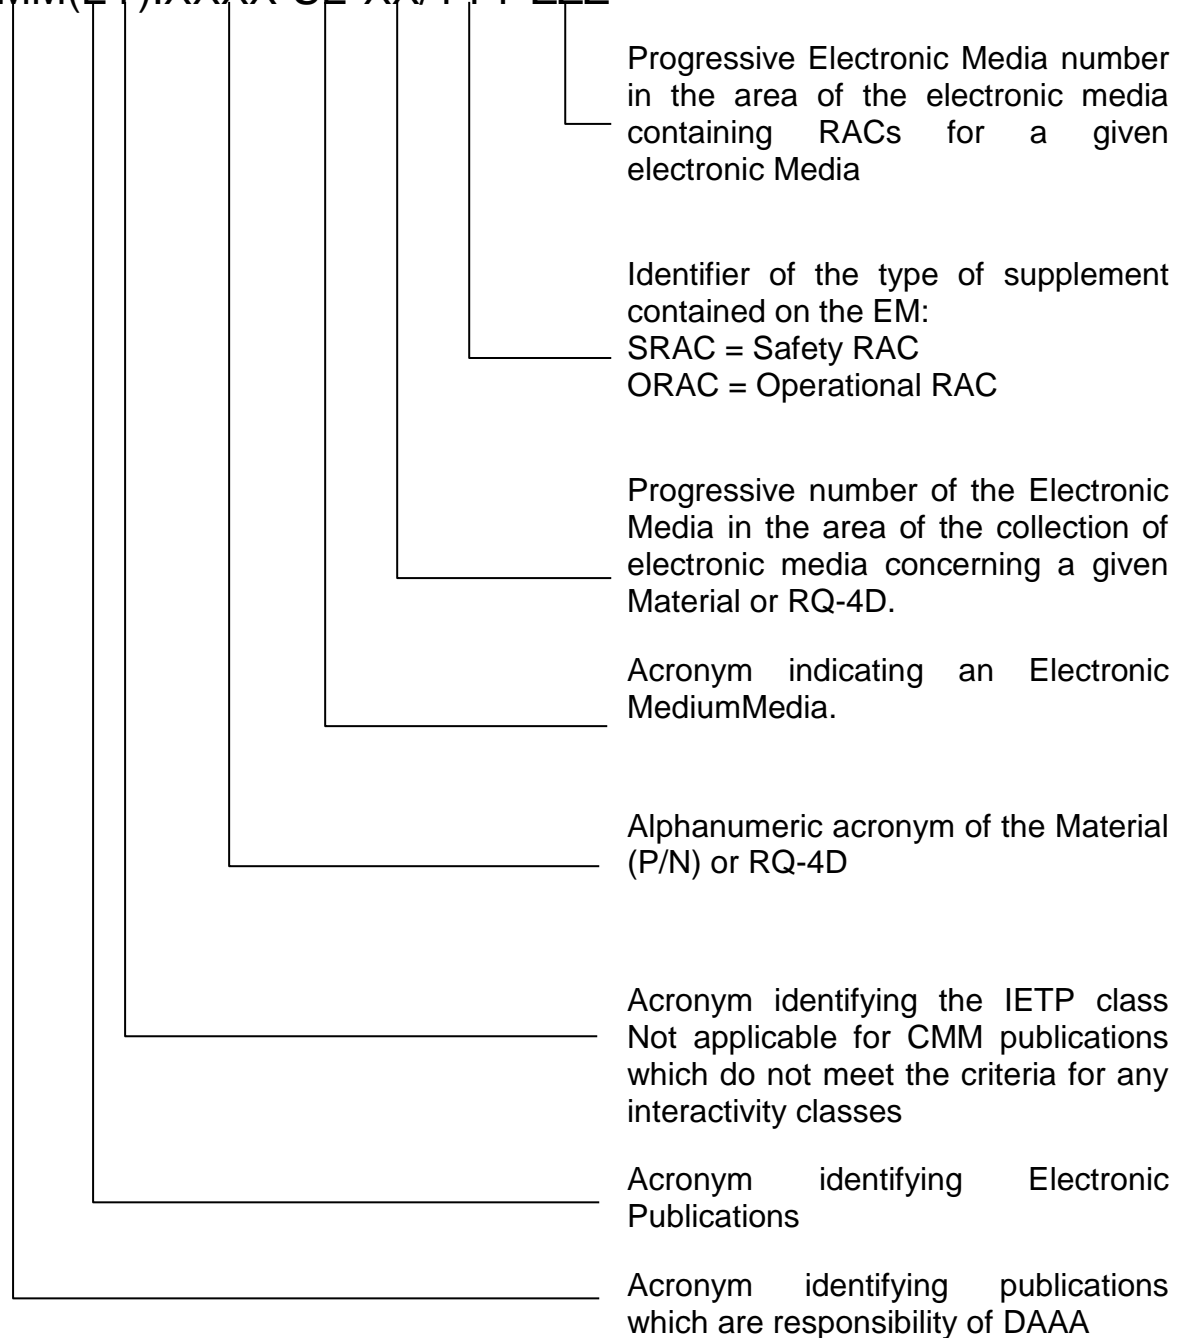 Progressive Electronic Media number
in the area of the electronic media
containing RACs for a given
electronic Media
Identifier of the type of supplement
contained on the EM:
SRAC = Safety RAC
ORAC = Operational RAC
Progressive number of the Electronic
Media in the area of the collection of
electronic media concerning a given
Material or RQ-4D.
Acronym indicating an Electronic
MediumMedia.
Alphanumeric acronym of the Material
(P/N) or RQ-4D
Acronym identifying the IETP class
Not applicable for CMM publications
which do not meet the criteria for any
interactivity classes
Acronym identifying Electronic
Publications
Acronym identifying publications
which are responsibility of DAAA